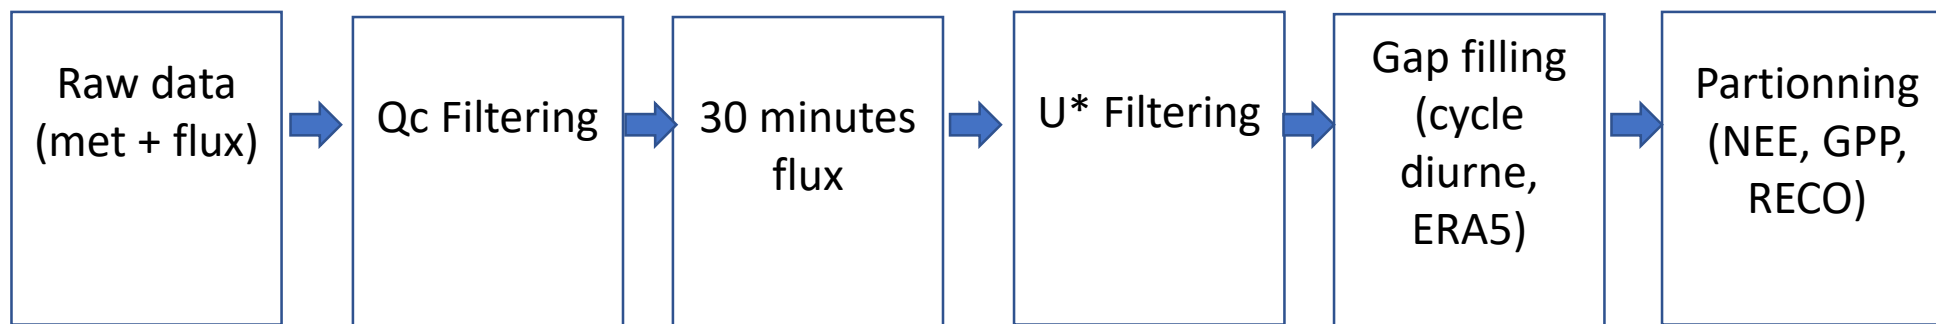 Raw data
(met + flux)
Qc Filtering
30 minutes
flux
U* Filtering
Gap filling
(cycle
diurne,
ERA5)
Partionning
(NEE, GPP,
RECO)